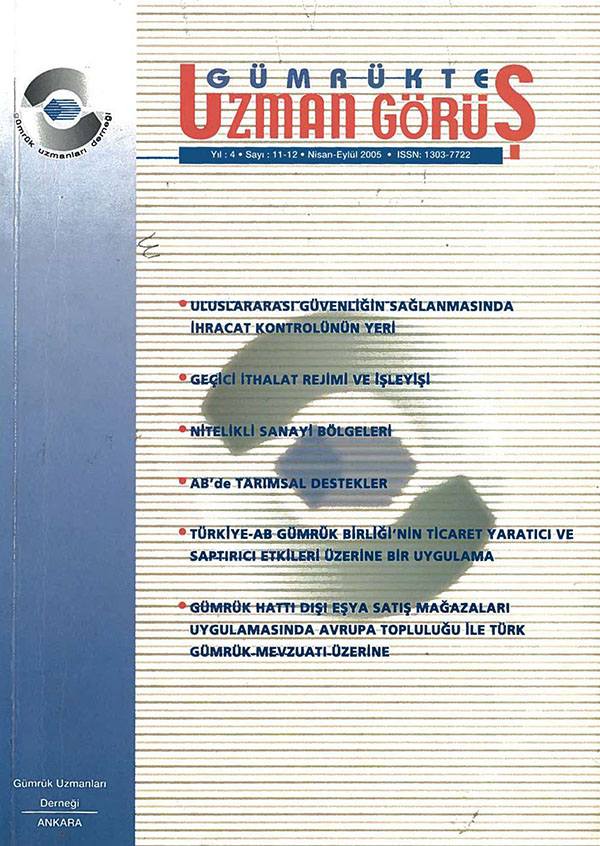 gümrük uzmanları derneği
GÜMRÜKTE
UZMAN GÖRÜŞ
Yıl : 4 • Sayı : 11-12 • Nisan-Eylül 2005 • ISSN: 1303-7722
• ULUSLARARASI GÜVENLİĞİN SAĞLANMASINDA
İHRACAT KONTROLÜNÜN YERİ
• GEÇİCİ İTHALAT REJİMİ VE İŞLEYİŞİ
• NİTELİKLİ SANAYİ BÖLGELERİ
• AB'de TARIMSAL DESTEKLER
• TÜRKİYE-AB GÜMRÜK BİRLİĞİ'NİN TİCARET YARATICI VE
SAPTIRICI ETKİLERİ ÜZERİNE BİR UYGULAMA
• GÜMRÜK HATTI DIŞI EŞYA SATIŞ MAĞAZALARI
UYGULAMASINDA AVRUPA TOPLULUĞU İLE TÜRK
GÜMRÜK MEVZUATI ÜZERİNE
Gümrük Uzmanları
Derneği
ANKARA